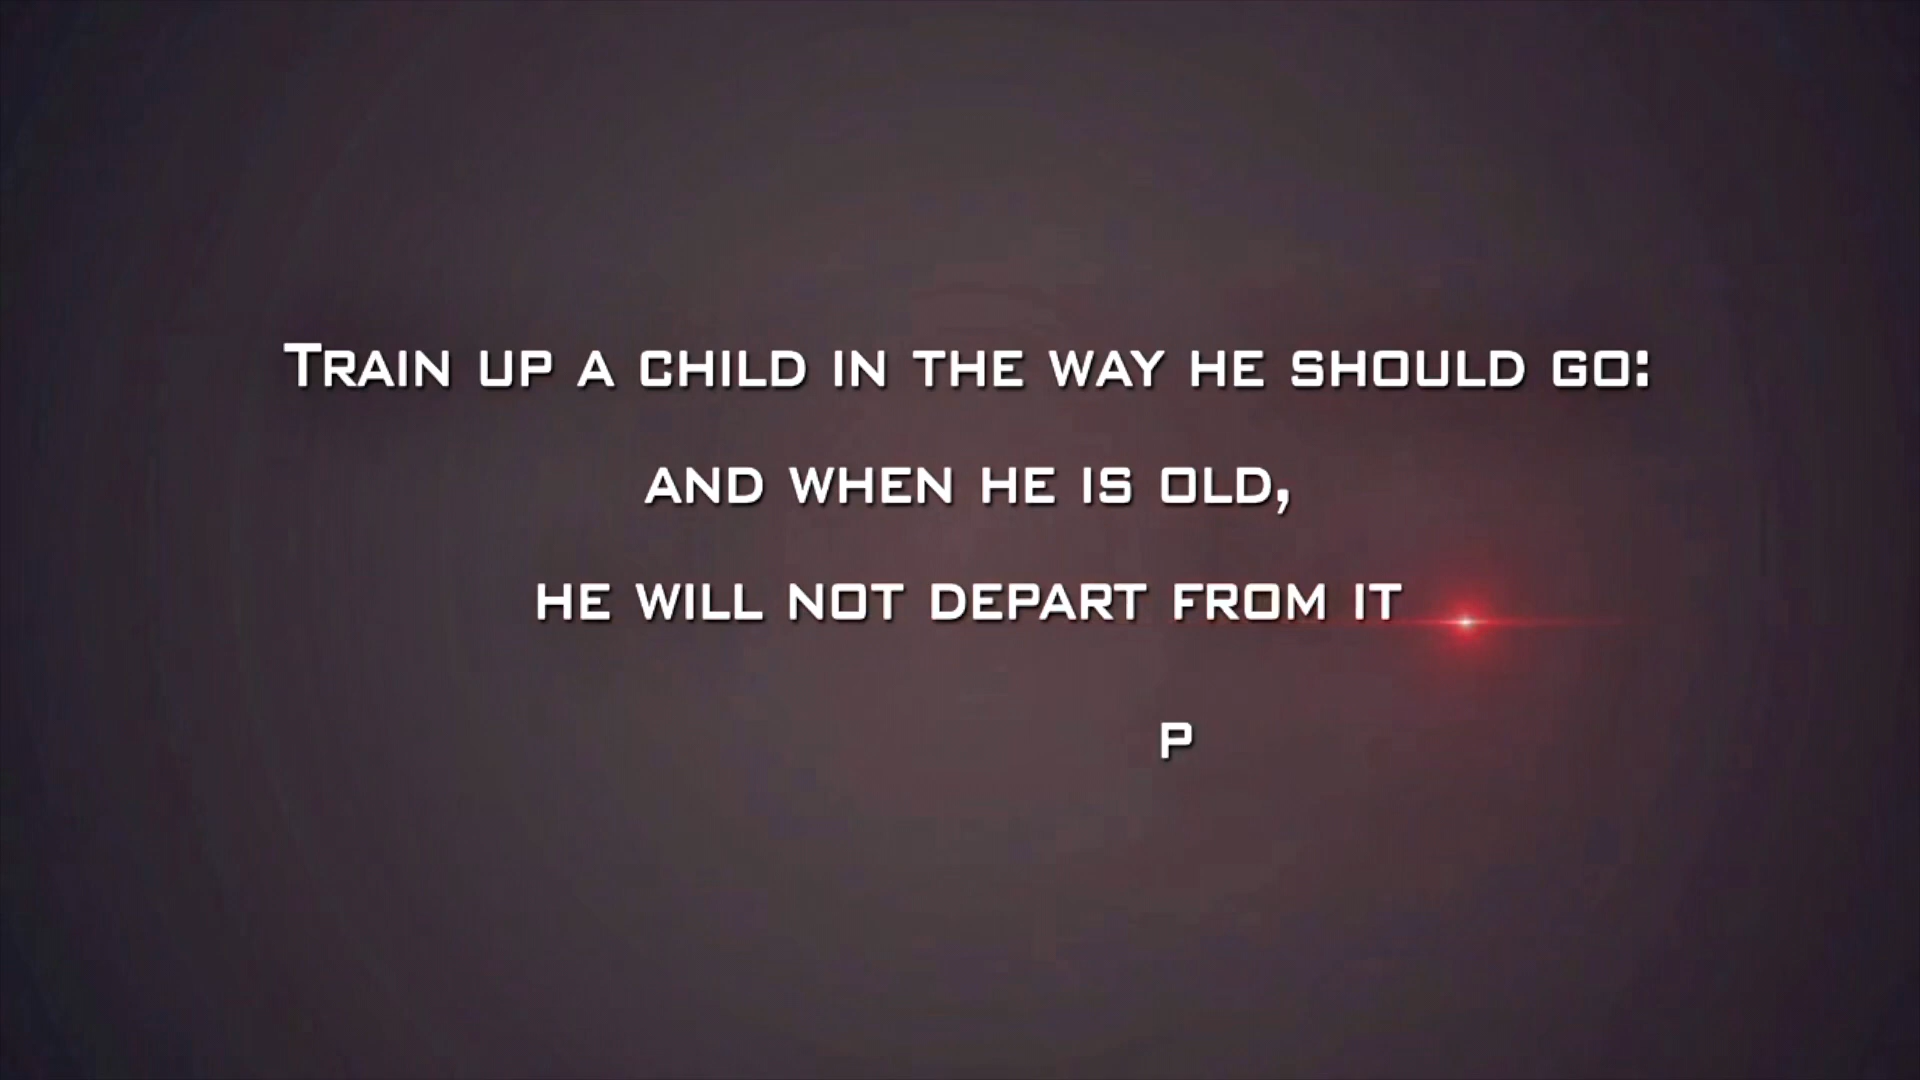 Train up a child in the way he should go:
and when he is old,
he will not depart from it
P